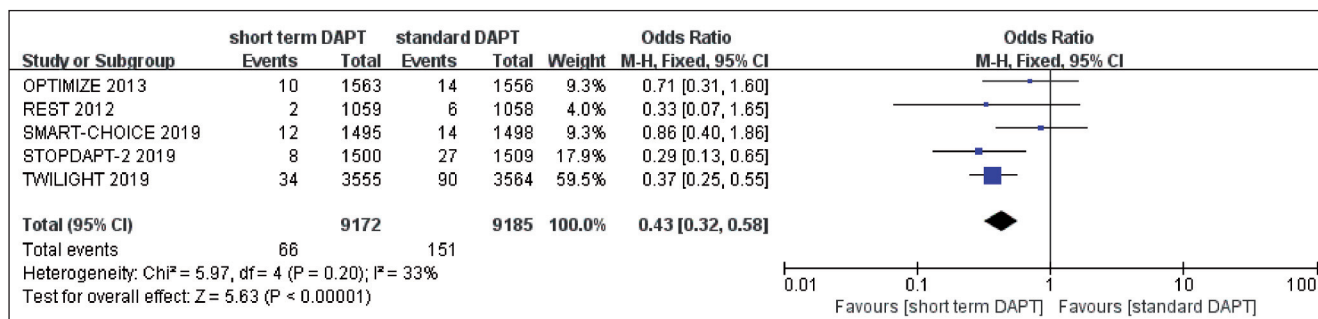 short term DAPT standard DAPT Odds Ratio Odds Ratio
Study or Subgroup Events Total Events Total Weight M-H, Fixed, 95% CI M-H, Fixed, 95% CI
OPTIMIZE 2013 10 1563 14 1556 9.3% 0.71 [0.31, 1.60]
REST 2012 2 1059 6 1058 4.0% 0.33 [0.07, 1.65]
SMART-CHOICE 2019 12 1495 14 1498 9.3% 0.86 [0.40, 1.86]
STOPDAPT-2 2019 8 1500 27 1509 17.9% 0.29 [0.13, 0.65]
TWILIGHT 2019 34 3555 90 3564 59.5% 0.37 [0.25, 0.55]
Total (95% CI) 9172 9185 100.0% 0.43 [0.32, 0.58]
Total events 66 151
Heterogeneity: Chi² = 5.97, df = 4 (P = 0.20); I² = 33%
Test for overall effect: Z = 5.63 (P < 0.00001)
0.01 0.1 1 10 100
Favours [short term DAPT] Favours [standard DAPT]